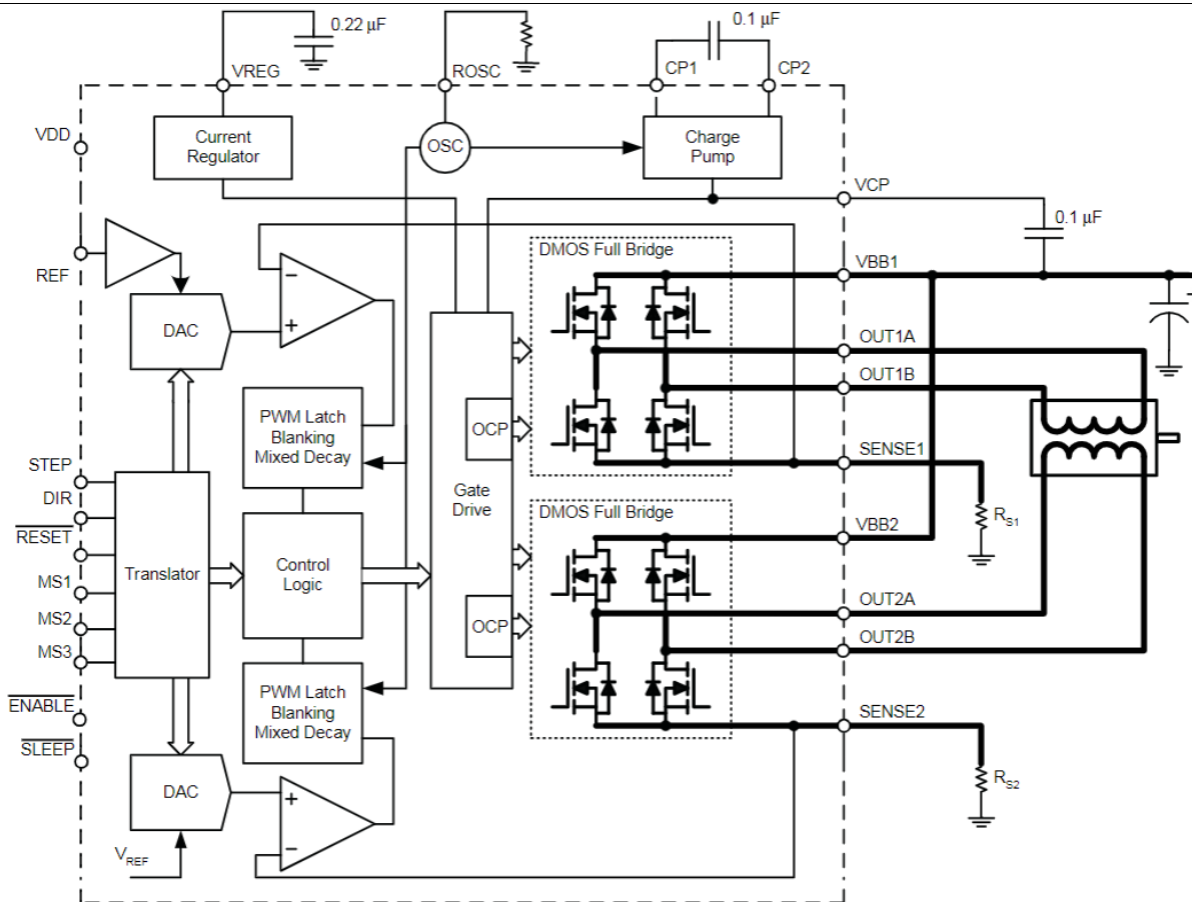 0.22 µF
0.1 µF
VREG
ROSC
CP1
CP2
VDD
Current
Regulator
OSC
Charge
Pump
VCP
0.1 µF
REF
DAC
−
+
DMOS Full Bridge
VBB1
OUT1A
OUT1B
PWM Latch
Blanking
Mixed Decay
OCP
SENSE1
STEP
DIR
RESET
MS1
MS2
MS3
Translator
Control
Logic
Gate
Drive
DMOS Full Bridge
RS1
VBB2
OUT2A
OCP
OUT2B
PWM Latch
Blanking
Mixed Decay
ENABLE
SLEEP
SENSE2
DAC
+
−
RS2
VREF